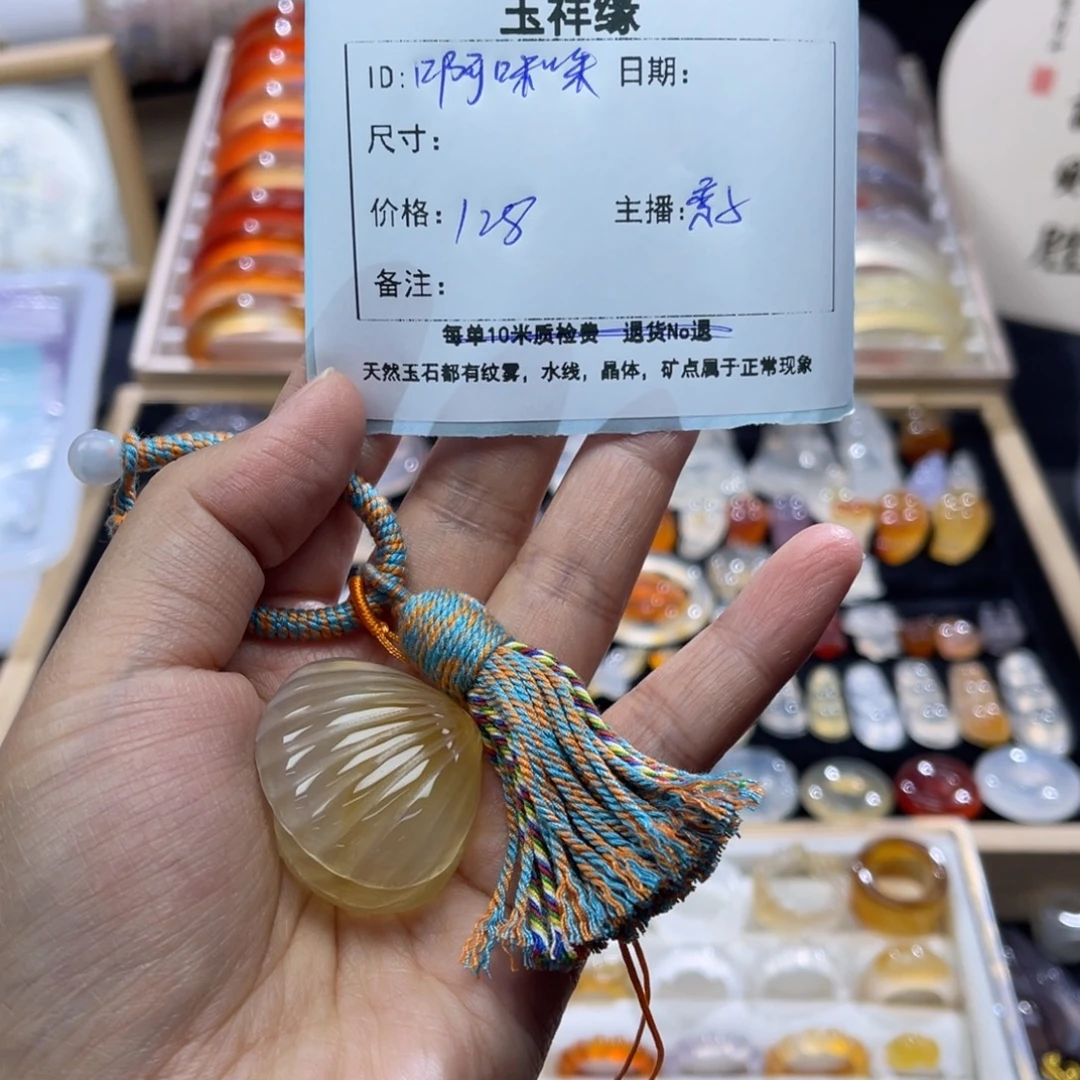 玉祥缘
ID: 日期:
尺寸:
价格: 128 主播:
备注:
每单10米质检费 退货No退
天然玉石都有纹雾，水线，晶体，矿点属于正常现象